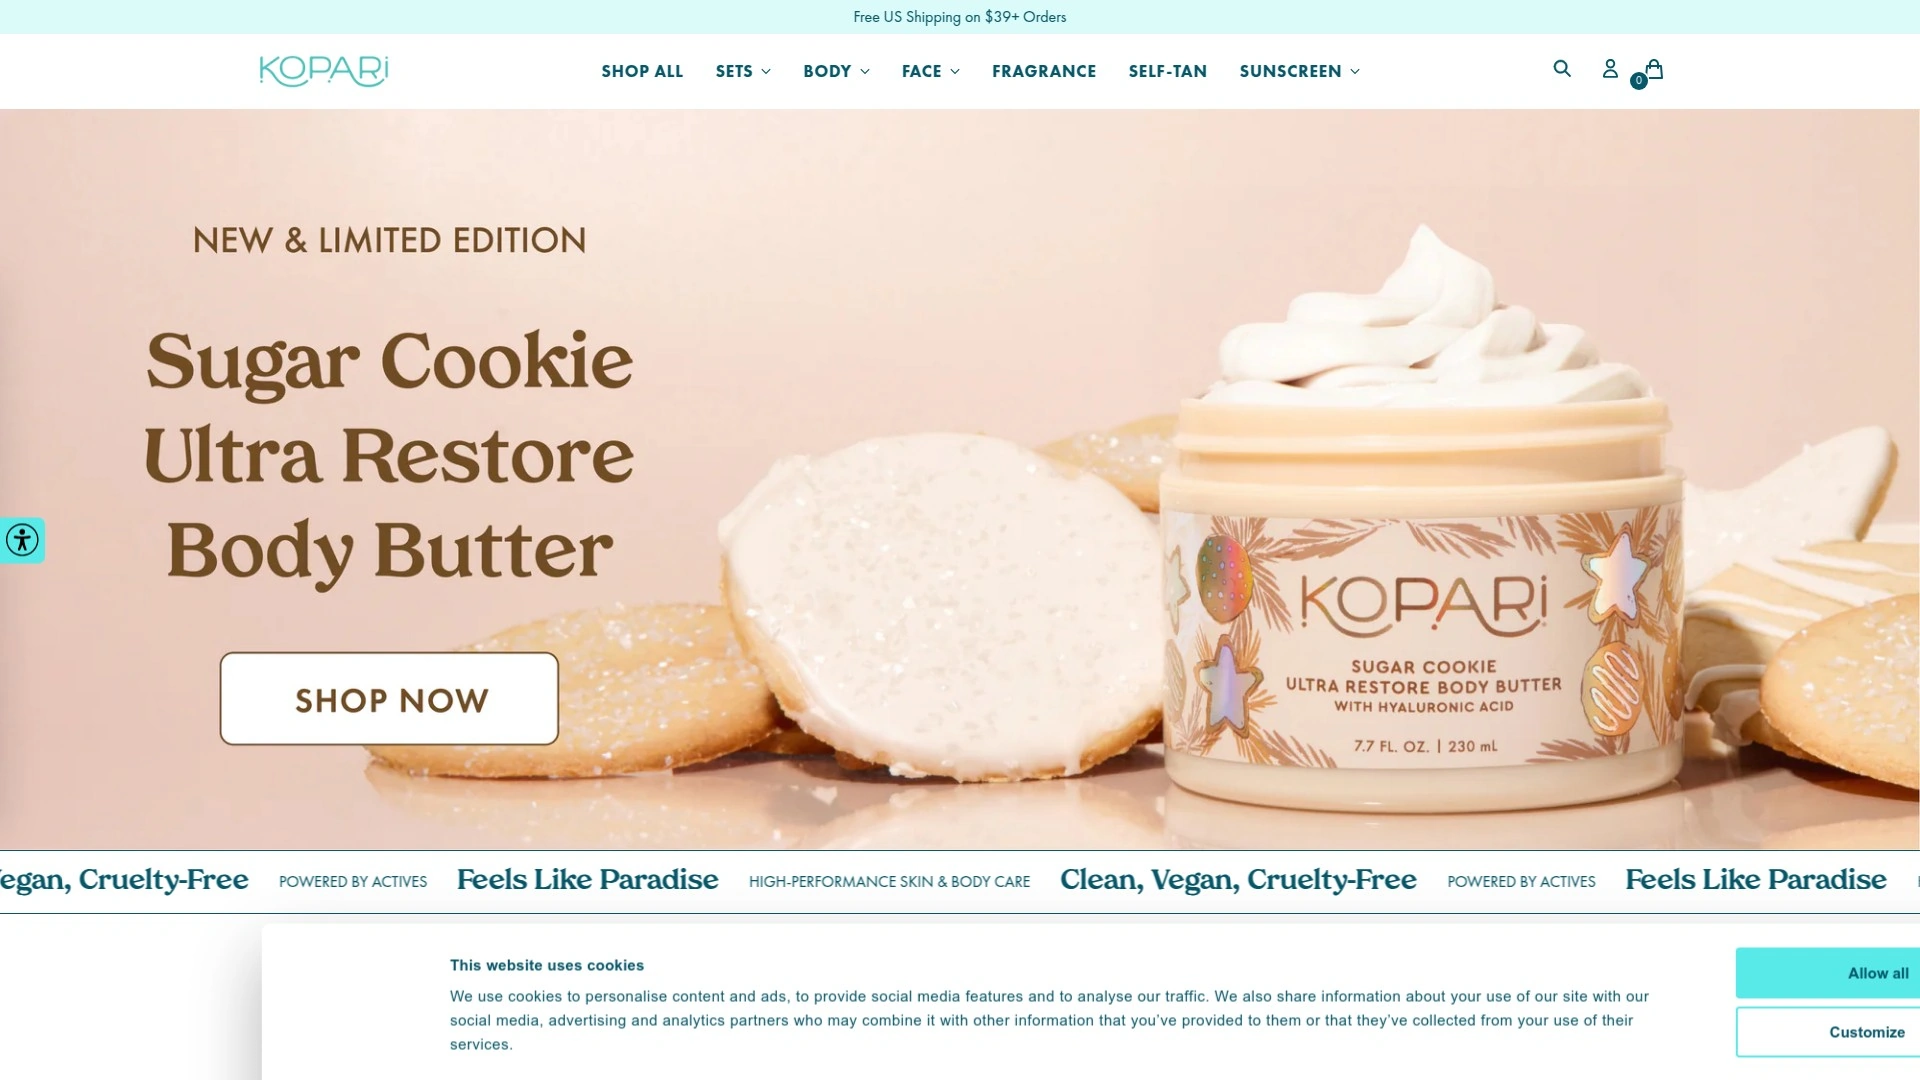 Free US Shipping on $39+ Orders
KOPARi
SHOP ALL
SETS
BODY
FACE
FRAGRANCE
SELF-TAN
SUNSCREEN
0
NEW & LIMITED EDITION
Sugar Cookie
Ultra Restore
Body Butter
SHOP NOW
KOPARi
SUGAR COOKIE
ULTRA RESTORE BODY BUTTER
WITH HYALURONIC ACID
7.7 FL. OZ. | 230 mL
egan, Cruelty-Free POWERED BY ACTIVES Feels Like Paradise HIGH-PERFORMANCE SKIN & BODY CARE Clean, Vegan, Cruelty-Free POWERED BY ACTIVES Feels Like Paradise
This website uses cookies
We use cookies to personalise content and ads, to provide social media features and to analyse our traffic. We also share information about your use of our site with our
social media, advertising and analytics partners who may combine it with other information that you’ve provided to them or that they’ve collected from your use of their
services.
Allow all
Customize